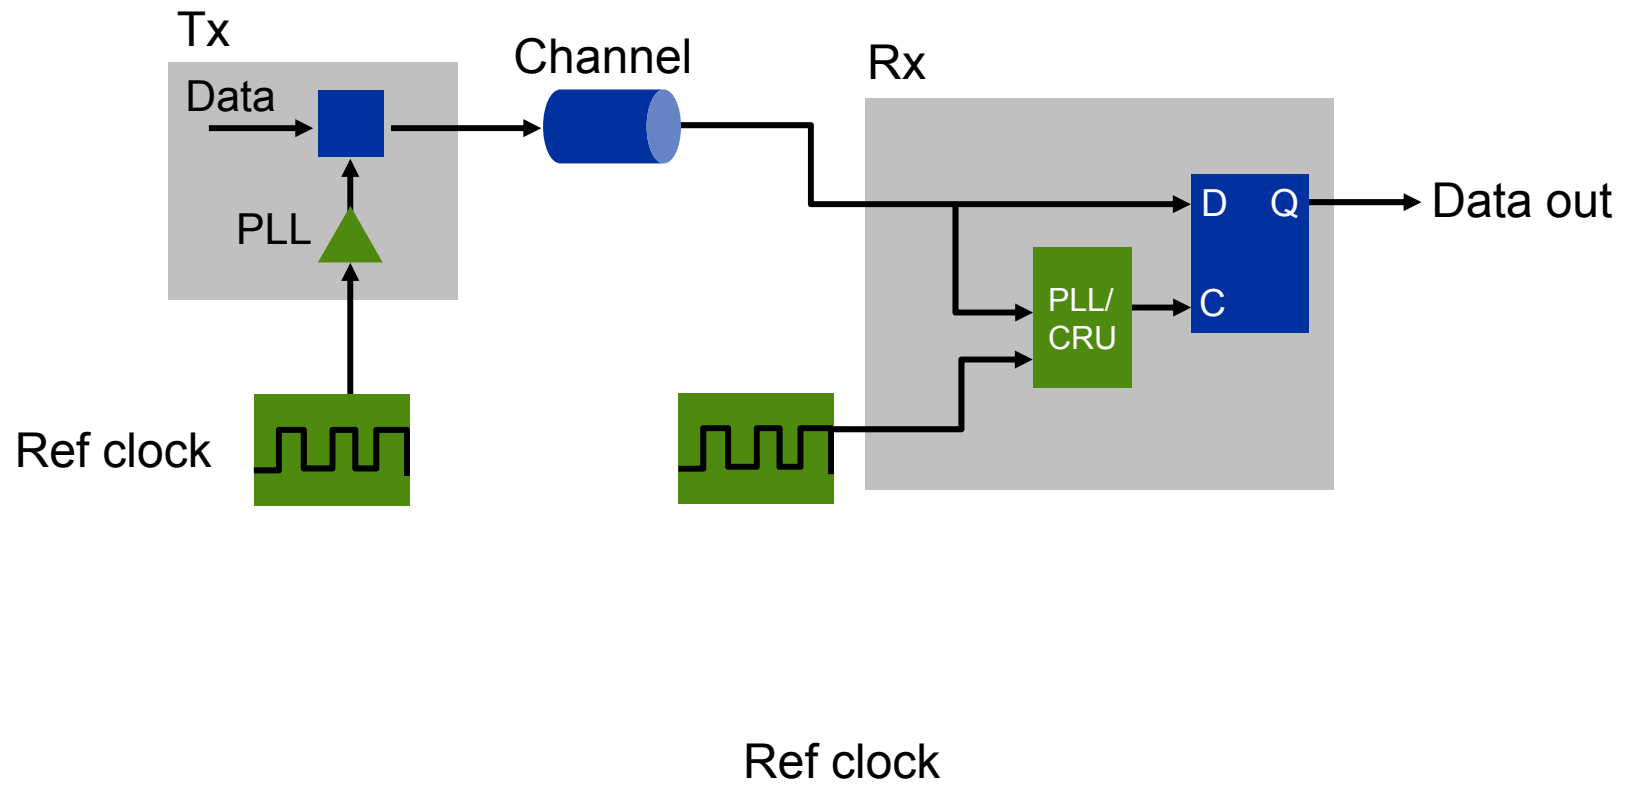 Tx
Channel
Rx
Data
D Q
Data out
PLL
PLL/
CRU
C
Ref clock
Ref clock